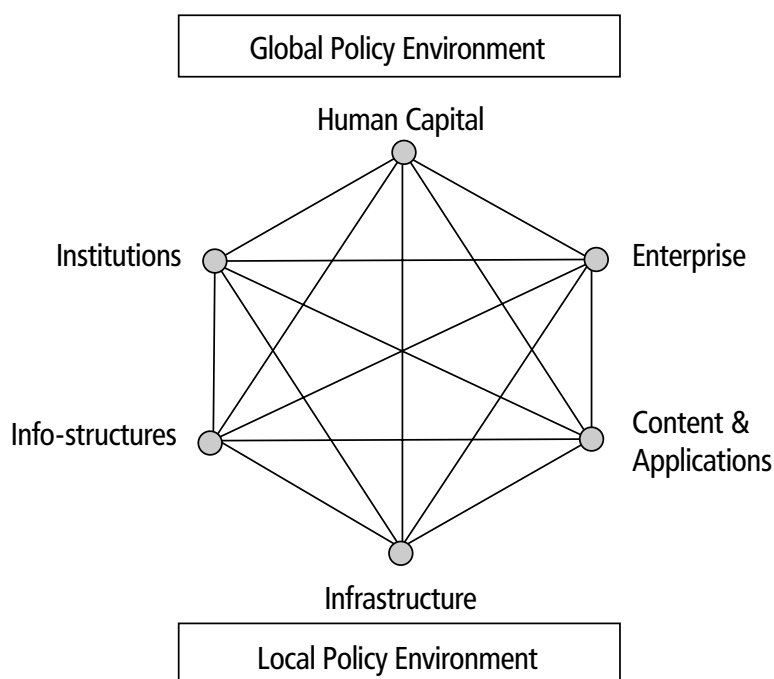 Global Policy Environment
Human Capital
Institutions
Enterprise
Info-structures
Content &
Applications
Infrastructure
Local Policy Environment